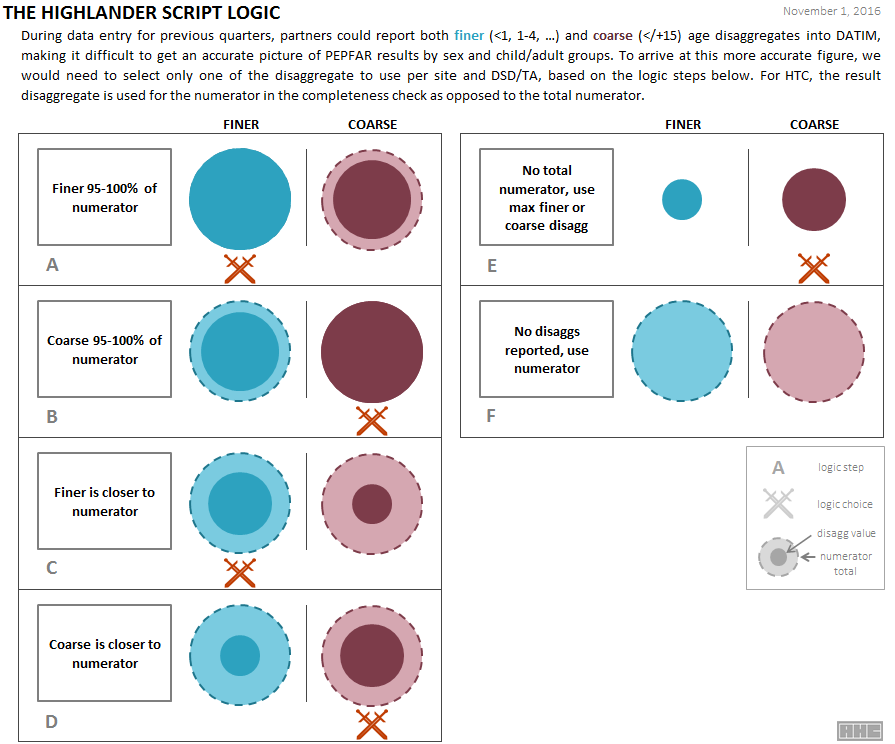 THE HIGHLANDER SCRIPT LOGIC
November 1, 2016
During data entry for previous quarters, partners could report both finer (<1, 1-4, ...) and coarse (</+15) age disaggregates into DATIM,
making it difficult to get an accurate picture of PEPFAR results by sex and child/adult groups. To arrive at this more accurate figure, we
would need to select only one of the disaggregate to use per site and DSD/TA, based on the logic steps below. For HTC, the result
disaggregate is used for the numerator in the completeness check as opposed to the total numerator.
FINER
COARSE
Finer 95-100% of
numerator
A
Coarse 95-100% of
numerator
B
Finer is closer to
numerator
C
Coarse is closer to
numerator
D
FINER
COARSE
No total
numerator, use
max finer or
coarse disagg
E
No disaggs
reported, use
numerator
F
A
logic step
logic choice
disagg value
numerator
total
AHC